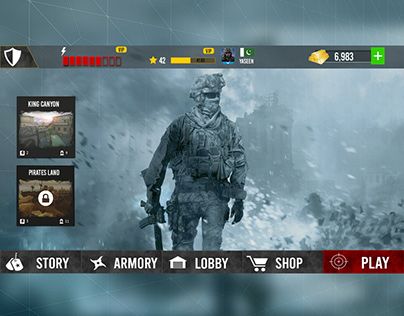 VIP
VIP
42
YASEEN
6,983
KING CANYON
PIRATES LAND
STORY
ARMORY
LOBBY
SHOP
PLAY